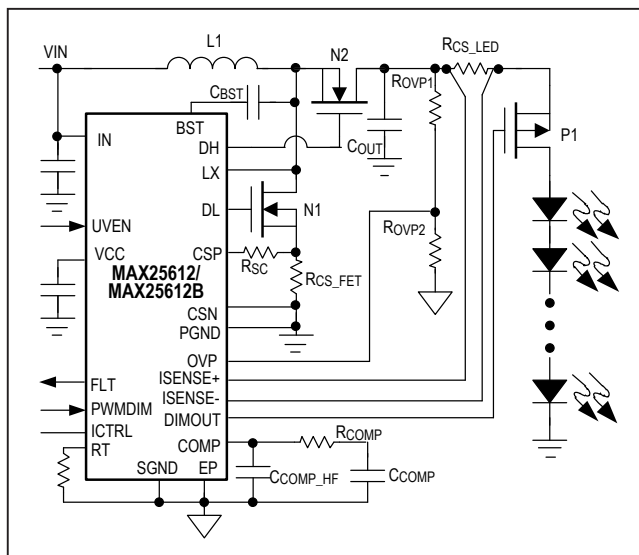 L1
N2
RCS_LED
VIN
ROVP1
CBST
BST
IN
DH
COUT
P1
LX
DL
N1
UVEN
ROVP2
VCC
CSP
RSC
MAX25612/
MAX25612B
RCS_FET
CSN
PGND
OVP
FLT
ISENSE+
ISENSE-
PWMDIM
DIMOUT
ICTRL
RCOMP
COMP
RT
SGND
EP
CCOMP_HF
CCOMP